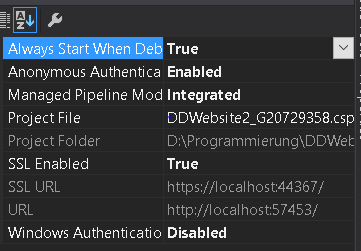 Always Start When Deb True
Anonymous Authentica Enabled
Managed Pipeline Mod Integrated
Project File DDWebsite2_G20729358.csp
Project Folder D:\Programmierung\DDWeb
SSL Enabled True
SSL URL https://localhost:44367/
URL http://localhost:57453/
Windows Authenticatio Disabled